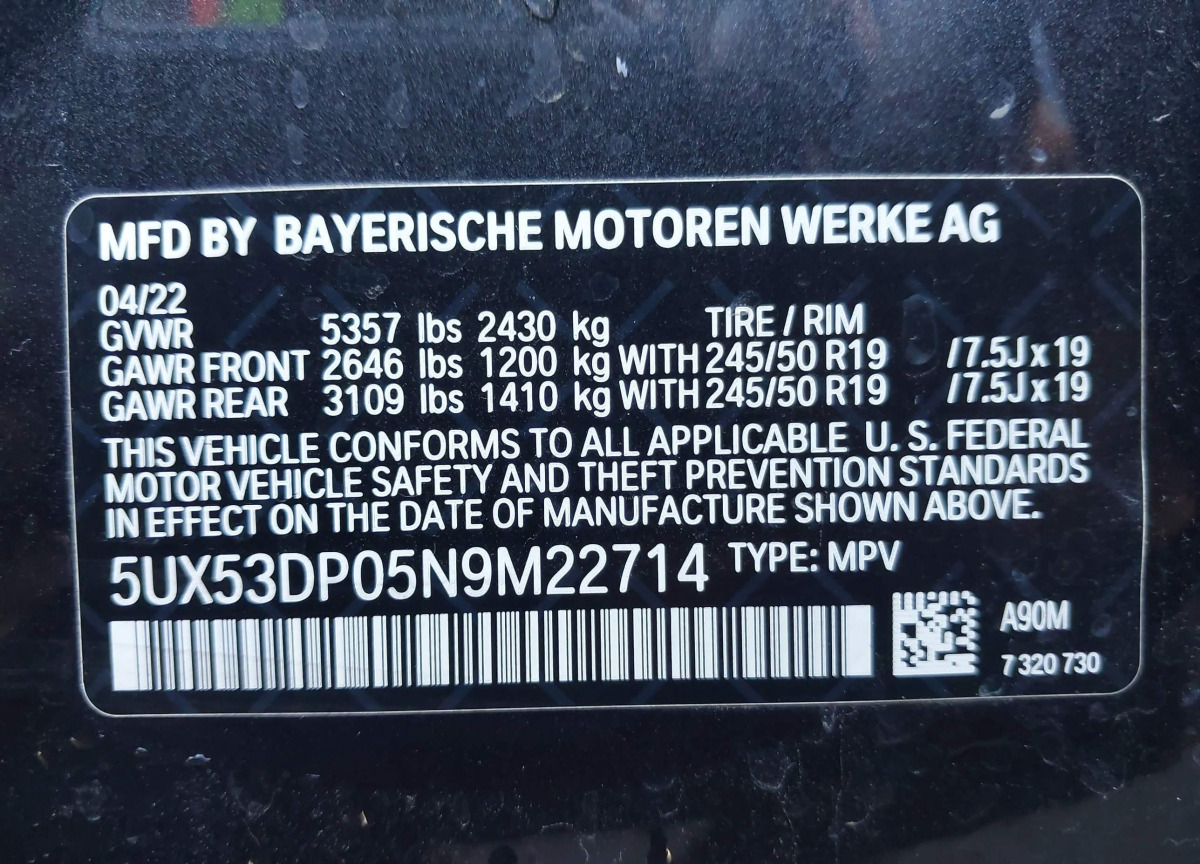 MFD BY BAYERISCHE MOTOREN WERKE AG
04/22
GVWR 5357 lbs 2430 kg TIRE / RIM
GAWR FRONT 2646 lbs 1200 kg WITH 245/50 R19 /7.5J x 19
GAWR REAR 3109 lbs 1410 kg WITH 245/50 R19 /7.5J x 19
THIS VEHICLE CONFORMS TO ALL APPLICABLE U. S. FEDERAL
MOTOR VEHICLE SAFETY AND THEFT PREVENTION STANDARDS
IN EFFECT ON THE DATE OF MANUFACTURE SHOWN ABOVE.
5UX53DP05N9M22714 TYPE: MPV
A90M
7 320 730